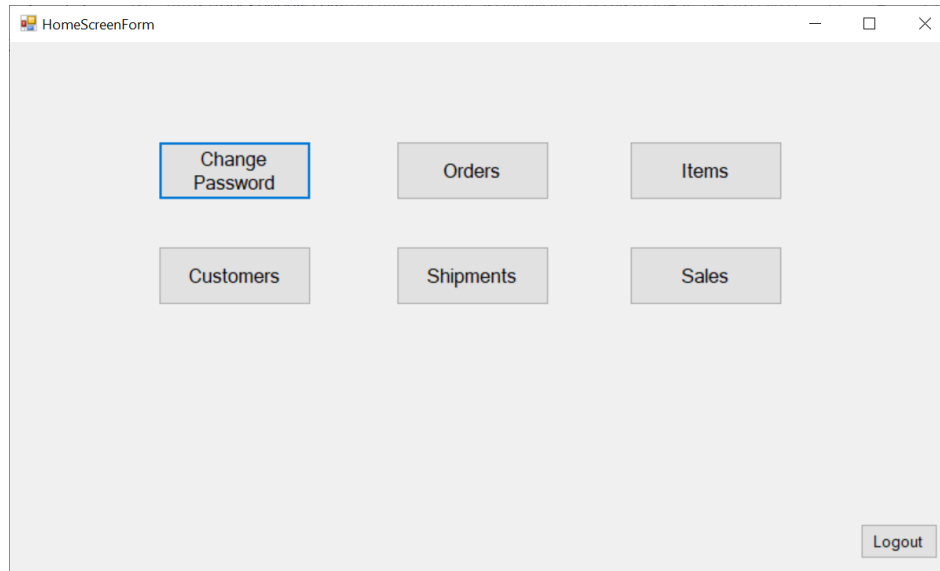 HomeScreenForm
Change
Password
Orders
Items
Customers
Shipments
Sales
Logout